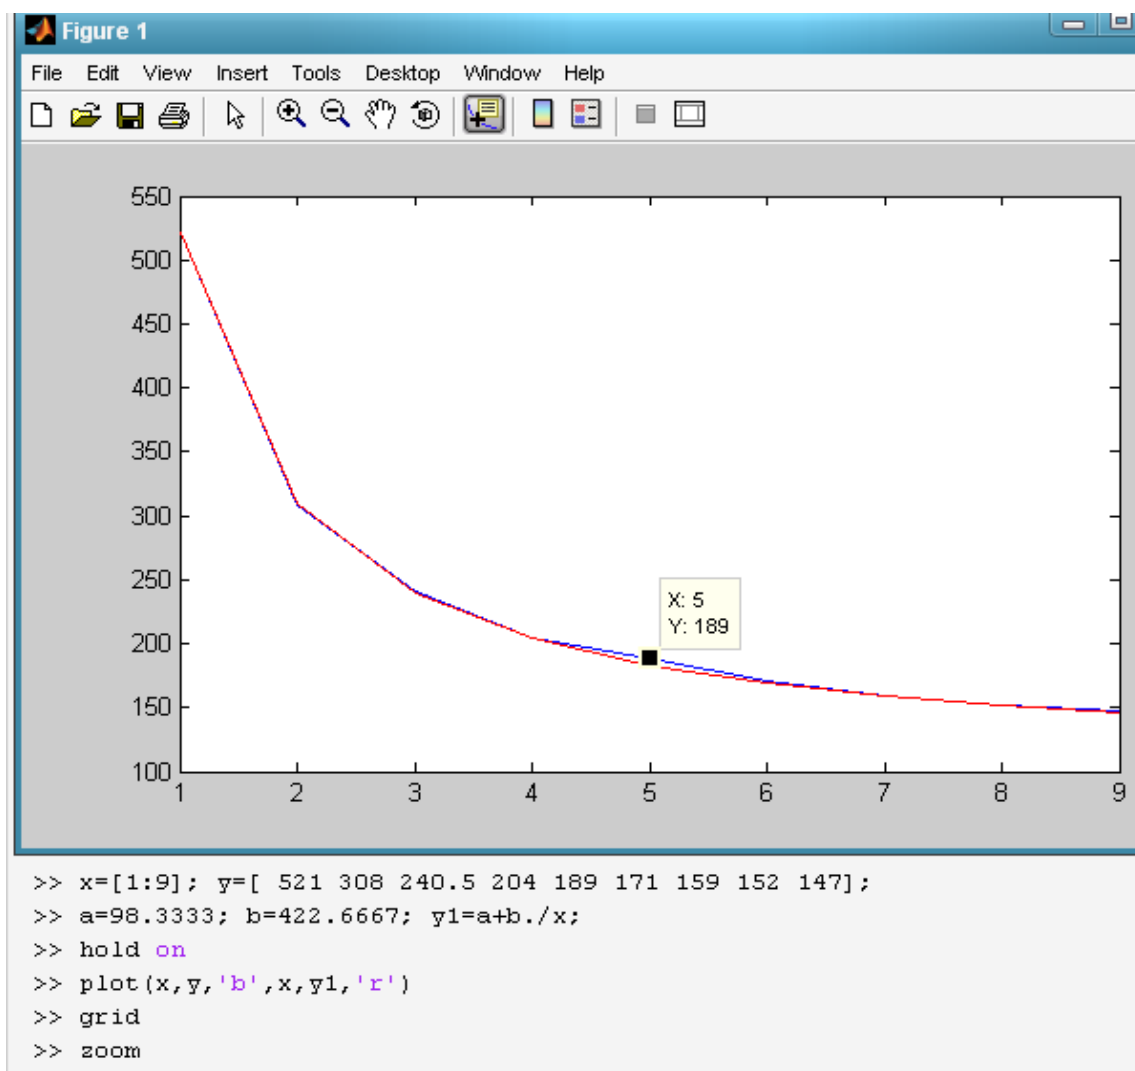 Figure 1
File Edit View Insert Tools Desktop Window Help
550
500
450
400
350
300
250
200
150
100
X: 5
Y: 189
1 2 3 4 5 6 7 8 9
>> x=[1:9]; y=[ 521 308 240.5 204 189 171 159 152 147];
>> a=98.3333; b=422.6667; y1=a+b./x;
>> hold on
>> plot(x,y,'b',x,y1,'r')
>> grid
>> zoom